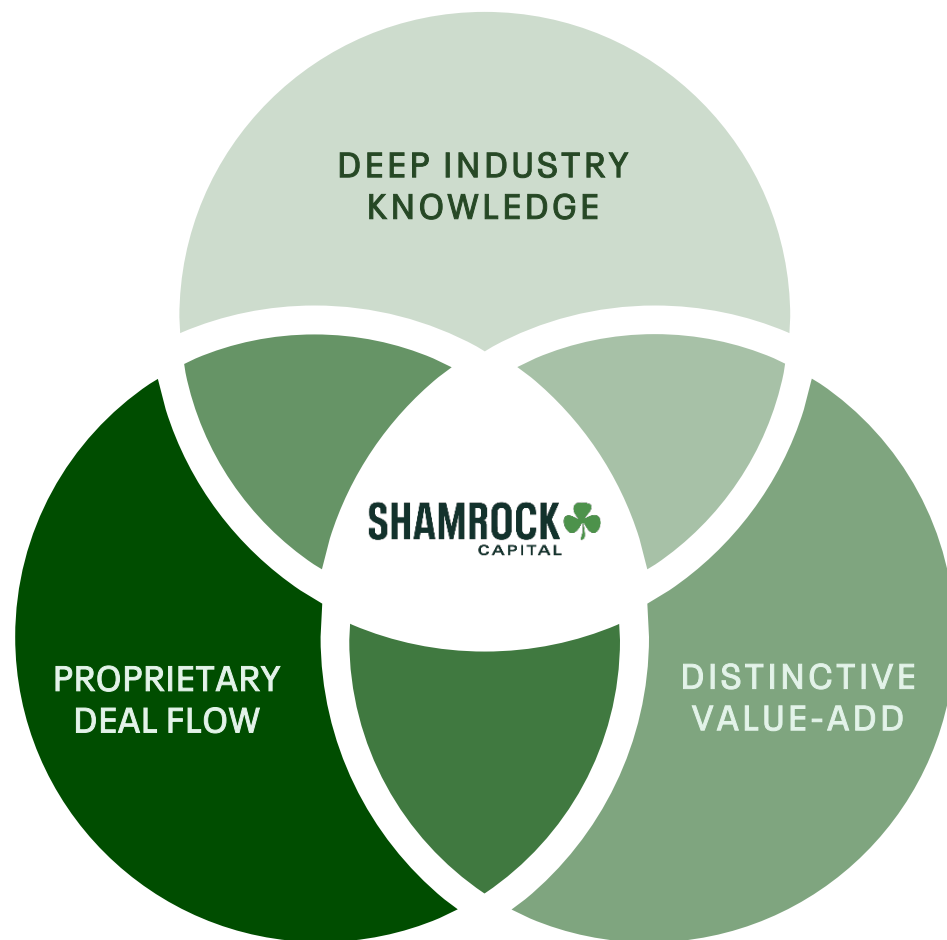 DEEP INDUSTRY
KNOWLEDGE
SHAMROCK
CAPITAL
PROPRIETARY
DEAL FLOW
DISTINCTIVE
VALUE-ADD